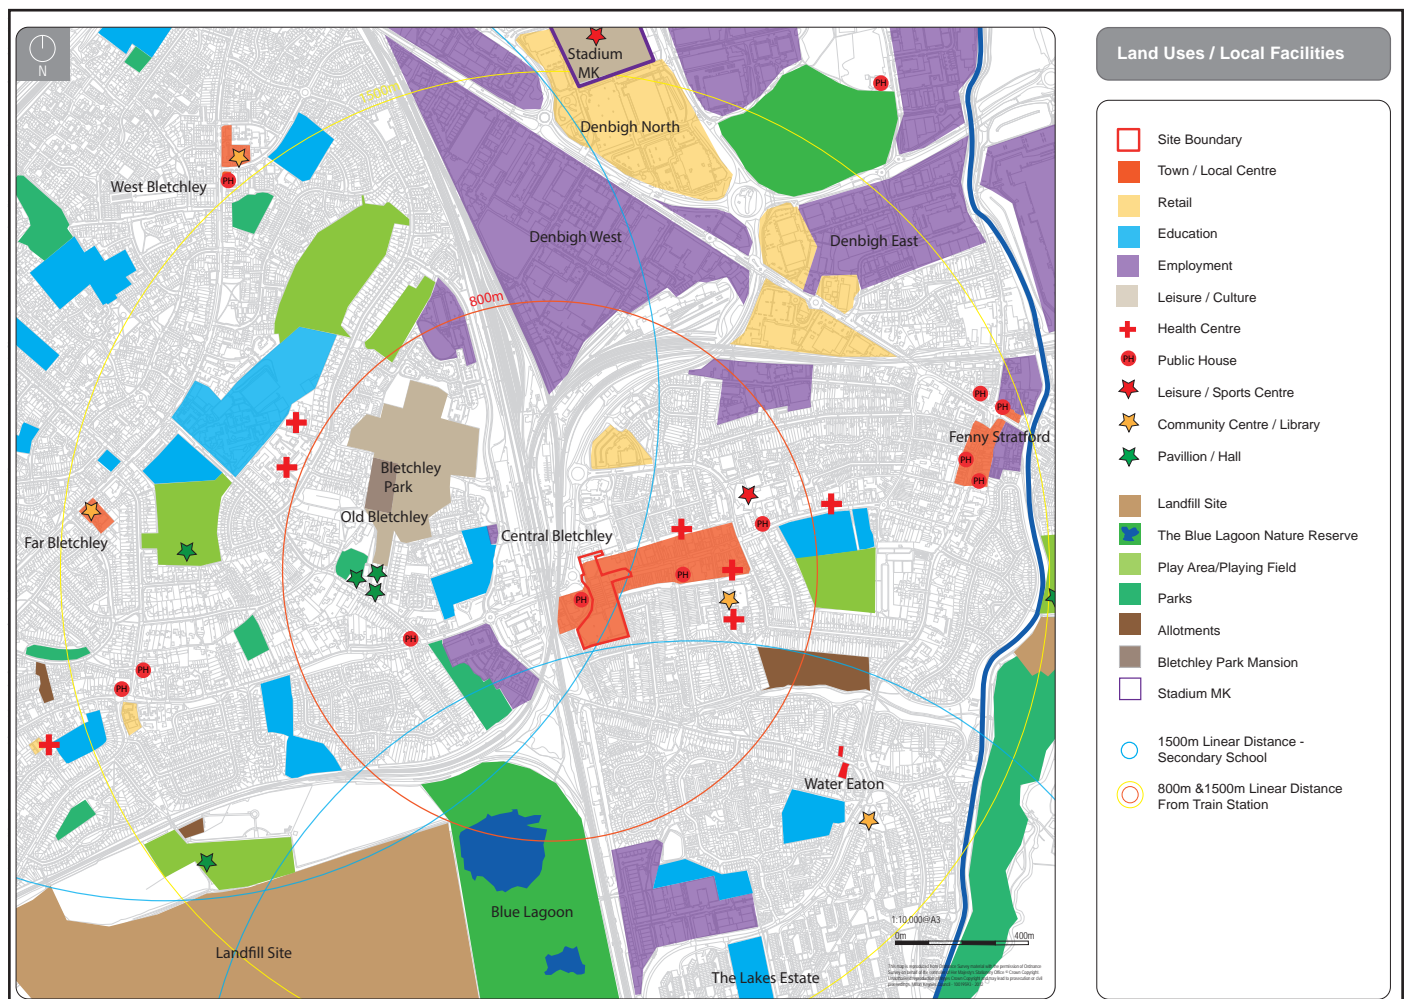 N
Stadium
MK
1500m
Denbigh North
West Bletchley
PH
PH
Denbigh West
Denbigh East
800m
PH
PH
Fenny Stratford
PH
PH
Bletchley
Park
Old Bletchley
Far Bletchley
Central Bletchley
PH
PH
PH
PH
PH
PH
Water Eaton
Blue Lagoon
Landfill Site
The Lakes Estate
1:10,000@A3
0m
400m
Land Uses / Local Facilities
Site Boundary
Town / Local Centre
Retail
Education
Employment
Leisure / Culture
Health Centre
PH
Public House
Leisure / Sports Centre
Community Centre / Library
Pavillion / Hall
Landfill Site
The Blue Lagoon Nature Reserve
Play Area/Playing Field
Parks
Allotments
Bletchley Park Mansion
Stadium MK
1500m Linear Distance -
Secondary School
800m &1500m Linear Distance
From Train Station